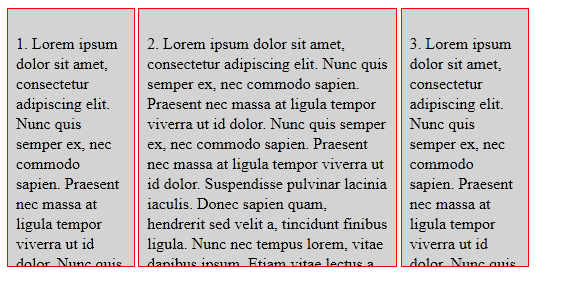 1. Lorem ipsum
dolor sit amet,
consectetur
adipiscing elit.
Nunc quis
semper ex, nec
commodo
sapien. Praesent
nec massa at
ligula tempor
viverra ut id
dolor. Nunc quis
2. Lorem ipsum dolor sit amet,
consectetur adipiscing elit. Nunc quis
semper ex, nec commodo sapien.
Praesent nec massa at ligula tempor
viverra ut id dolor. Nunc quis semper
ex, nec commodo sapien. Praesent
nec massa at ligula tempor viverra ut
id dolor. Suspendisse pulvinar lacinia
iaculis. Donec sapien quam,
hendrerit sed velit a, tincidunt finibus
ligula. Nunc nec tempus lorem, vitae
dapibus ipsum. Etiam vitae lectus a
3. Lorem ipsum
dolor sit amet,
consectetur
adipiscing elit.
Nunc quis
semper ex, nec
commodo
sapien. Praesent
nec massa at
ligula tempor
viverra ut id
dolor. Nunc quis